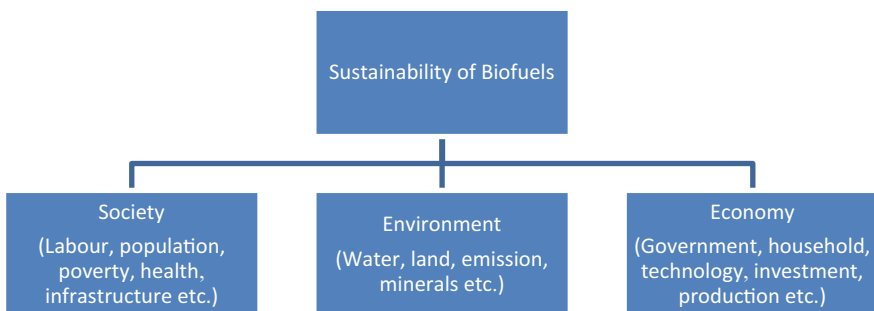 Sustainability of Biofuels
Society
(Labour, population,
poverty, health,
infrastructure etc.)
Environment
(Water, land, emission,
minerals etc.)
Economy
(Government, household,
technology, investment,
production etc.)